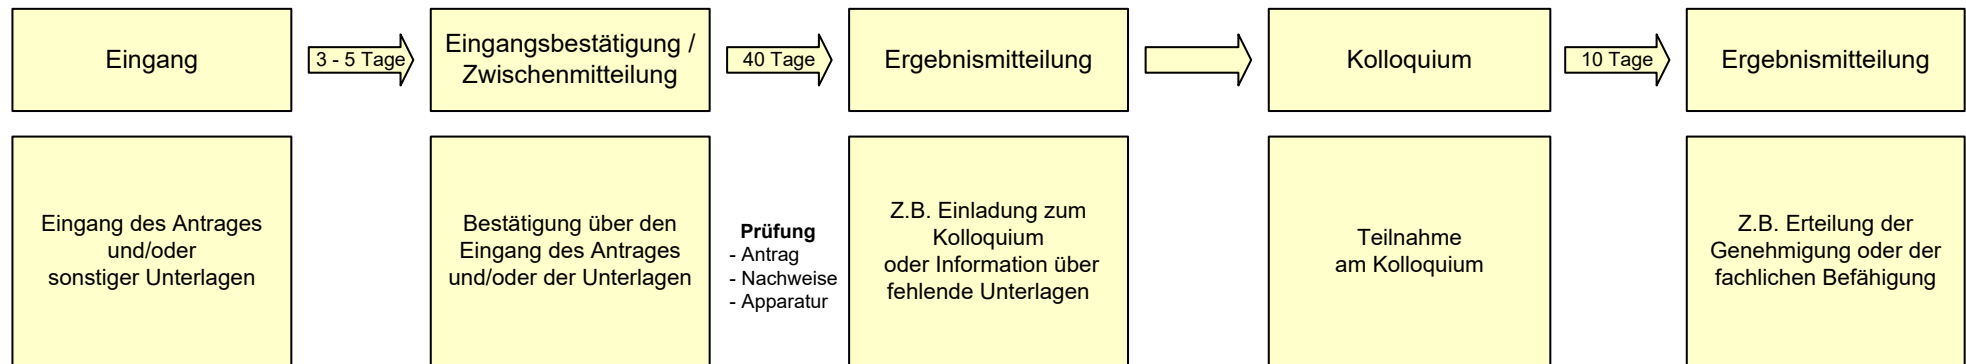 Eingang
3 - 5 Tage
Eingangsbestätigung /
Zwischenmitteilung
40 Tage
Ergebnismitteilung
Kolloquium
10 Tage
Ergebnismitteilung
Eingang des Antrages
und/oder
sonstiger Unterlagen
Bestätigung über den
Eingang des Antrages
und/oder der Unterlagen
Prüfung
- Antrag
- Nachweise
- Apparatur
Z.B. Einladung zum
Kolloquium
oder Information über
fehlende Unterlagen
Teilnahme
am Kolloquium
Z.B. Erteilung der
Genehmigung oder der
fachlichen Befähigung